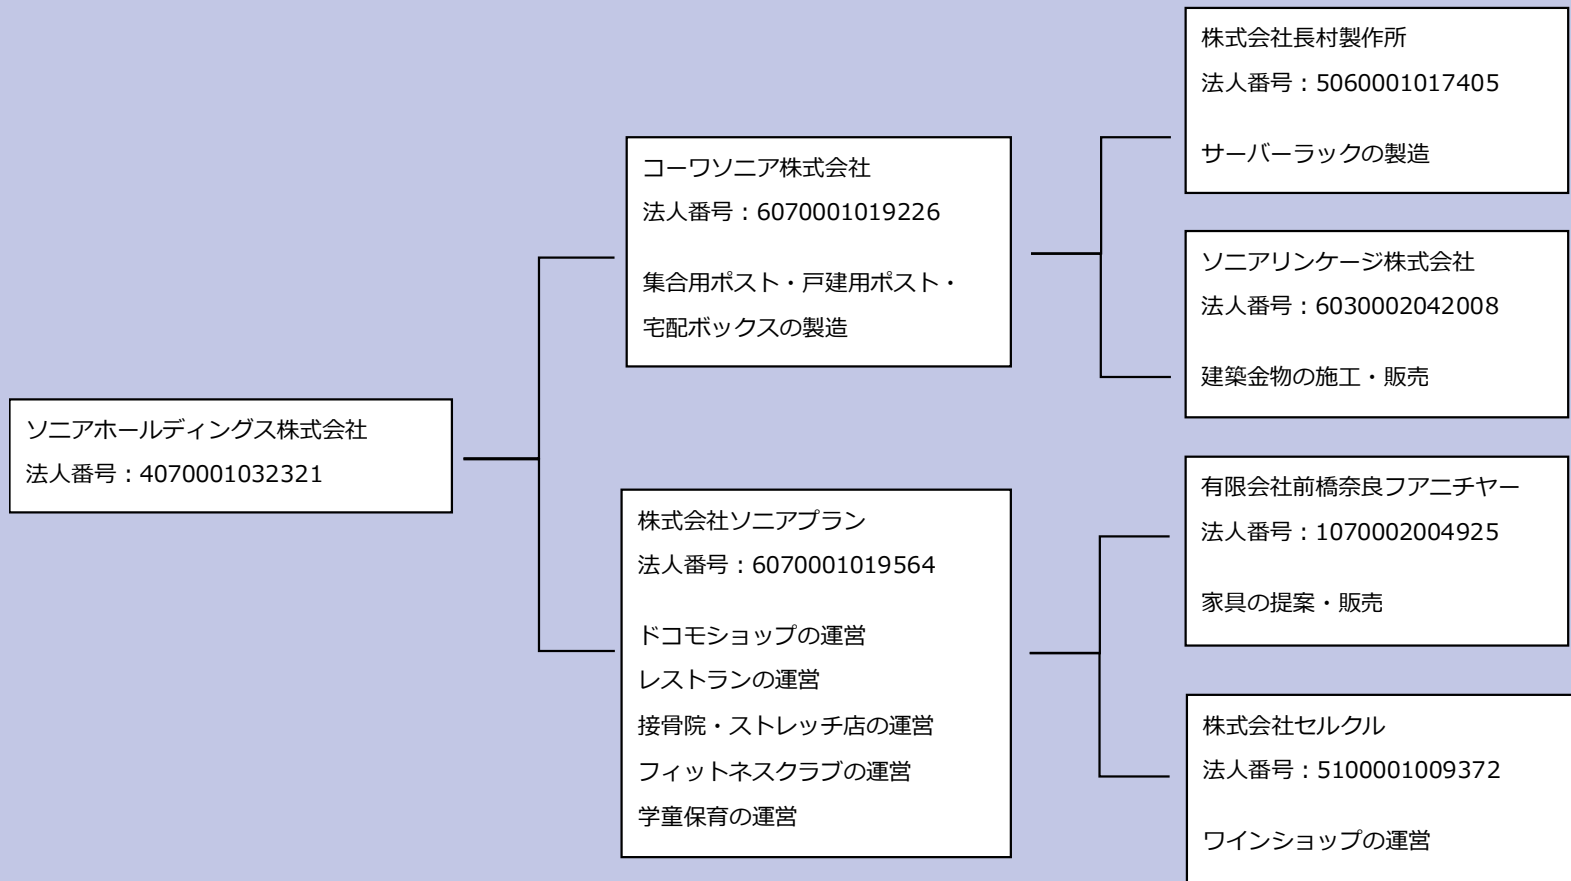 ソニアホールディングス株式会社
法人番号：4070001032321
コーワソニア株式会社
法人番号：6070001019226
集合用ポスト・戸建用ポスト・
宅配ボックスの製造
株式会社長村製作所
法人番号：5060001017405
サーバーラックの製造
ソニアリンケージ株式会社
法人番号：6030002042008
建築金物の施工・販売
株式会社ソニアプラン
法人番号：6070001019564
ドコモショップの運営
レストランの運営
接骨院・ストレッチ店の運営
フィットネスクラブの運営
学童保育の運営
有限会社前橋奈良フアニチヤー
法人番号：1070002004925
家具の提案・販売
株式会社セルクル
法人番号：5100001009372
ワインショップの運営